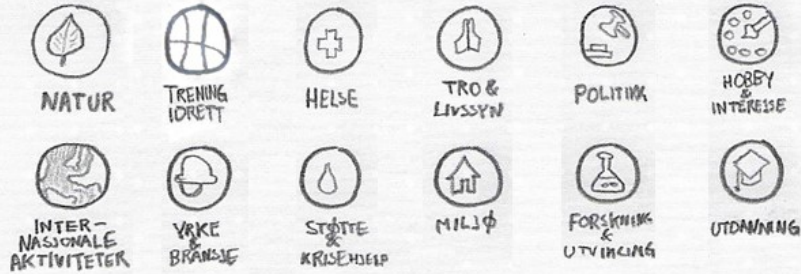 NATUR
TRENING
IDRETT
HELSE
TRO &
LIVSSYN
POLITIKK
HOBBY
&
INTERESSE
INTER-
NASJONALE
AKTIVITETER
YRKE
&
BRANSJE
STØTTE
&
KRISEHJELP
MILJØ
FORSKNING
&
UTVIKLING
UTDANNING